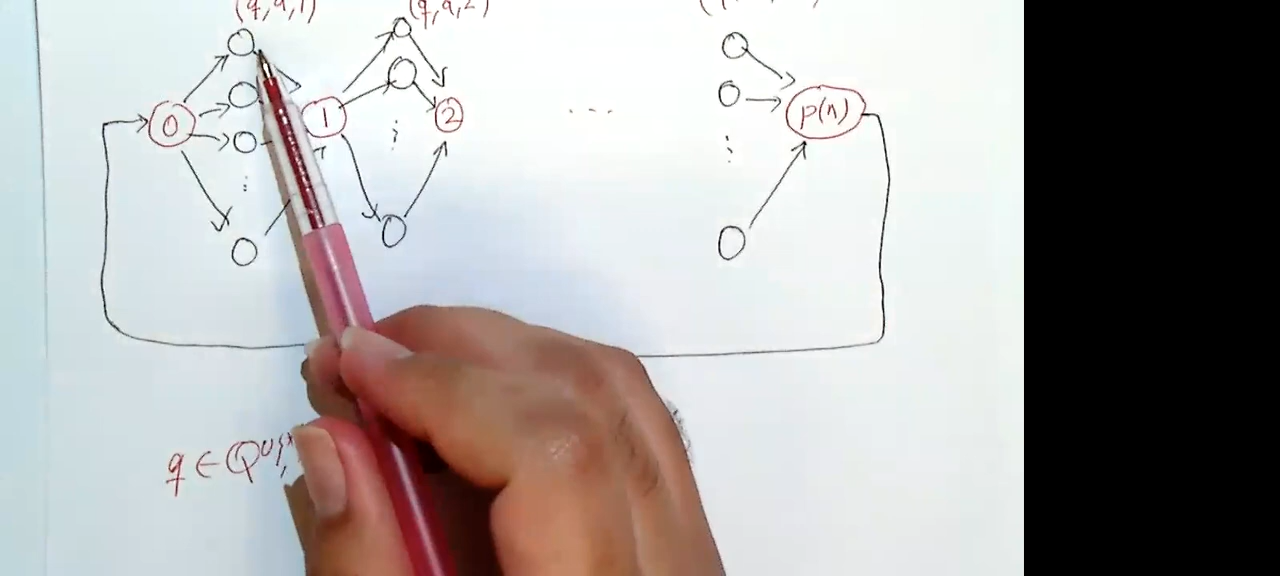 (q,a,1) (q,a,2)
0 1 2 ... p(n)
q ∈ Q∪{